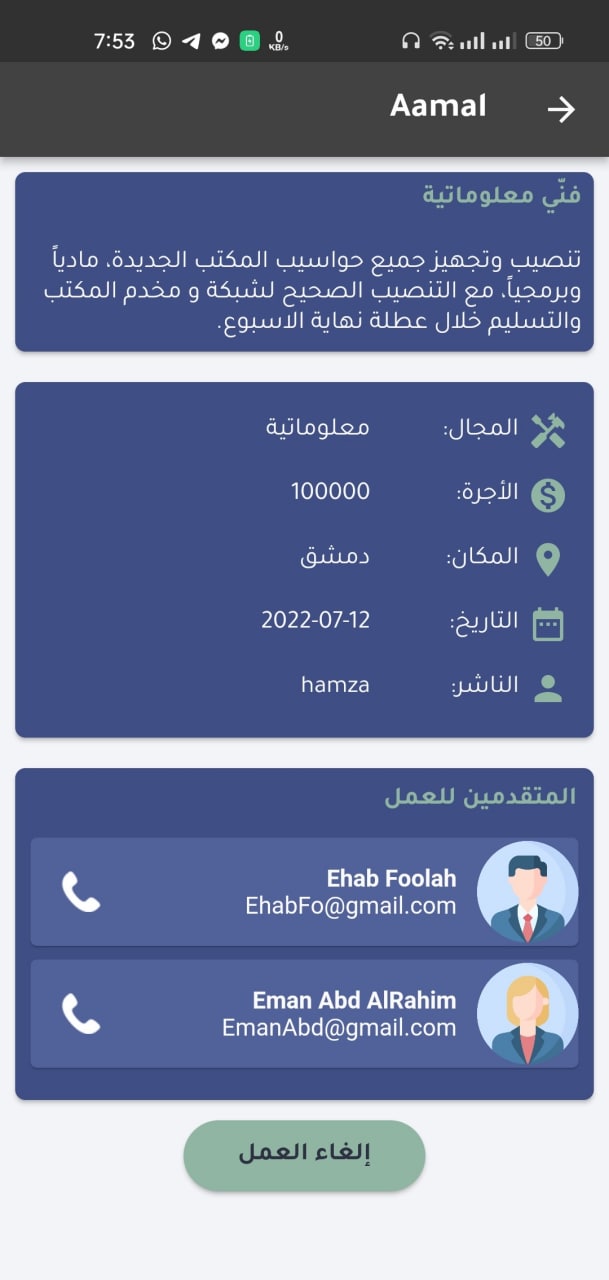 7:53
0
KB/s
50
Aamal
فنّي معلوماتية
تنصيب وتجهيز جميع حواسيب المكتب الجديدة، مادياً
وبرمجياً، مع التنصيب الصحيح لشبكة و مخدم المكتب
والتسليم خلال عطلة نهاية الاسبوع.
المجال: معلوماتية
الأجرة: 100000
المكان: دمشق
التاريخ: 2022-07-12
الناشر: hamza
المتقدمين للعمل
Ehab Foolah
EhabFo@gmail.com
Eman Abd AlRahim
EmanAbd@gmail.com
إلغاء العمل